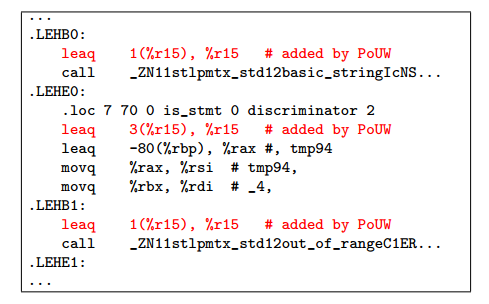 ...
.LEHB0:
leaq 1(%r15), %r15 # added by PoUW
call _ZN11stlpmtx_std12basic_stringIcNS...
.LEHE0:
.loc 7 70 0 is_stmt 0 discriminator 2
leaq 3(%r15), %r15 # added by PoUW
leaq -80(%rbp), %rax #, tmp94
movq %rax, %rsi # tmp94,
movq %rbx, %rdi # _4,
.LEHB1:
leaq 1(%r15), %r15 # added by PoUW
call _ZN11stlpmtx_std12out_of_rangeC1ER...
.LEHE1:
...